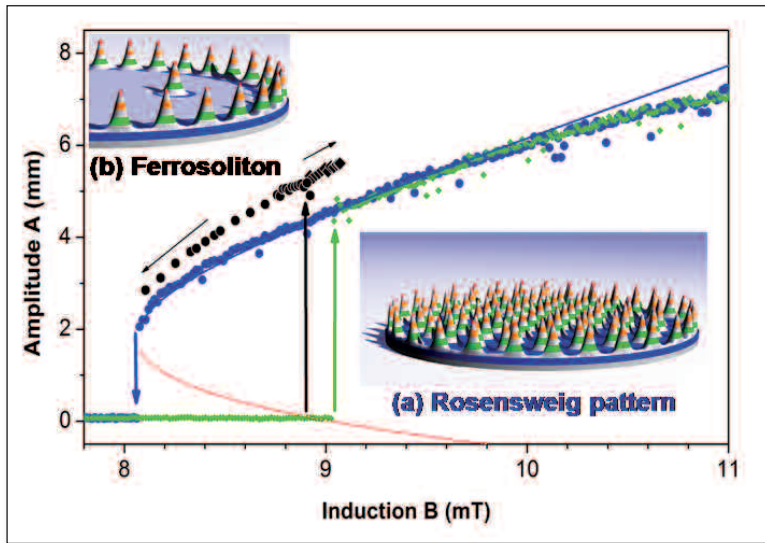 8
6
4
2
0
Amplitude A (mm)
(b) Ferrosoliton
(a) Rosensweig pattern
8
9
10
11
Induction B (mT)